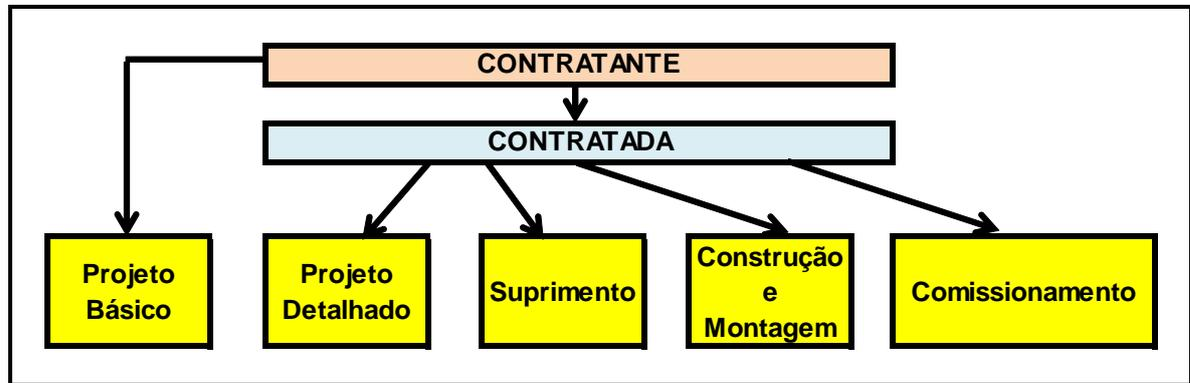 CONTRATANTE
CONTRATADA
Projeto
Básico
Projeto
Detalhado
Suprimento
Construção
e
Montagem
Comissionamento